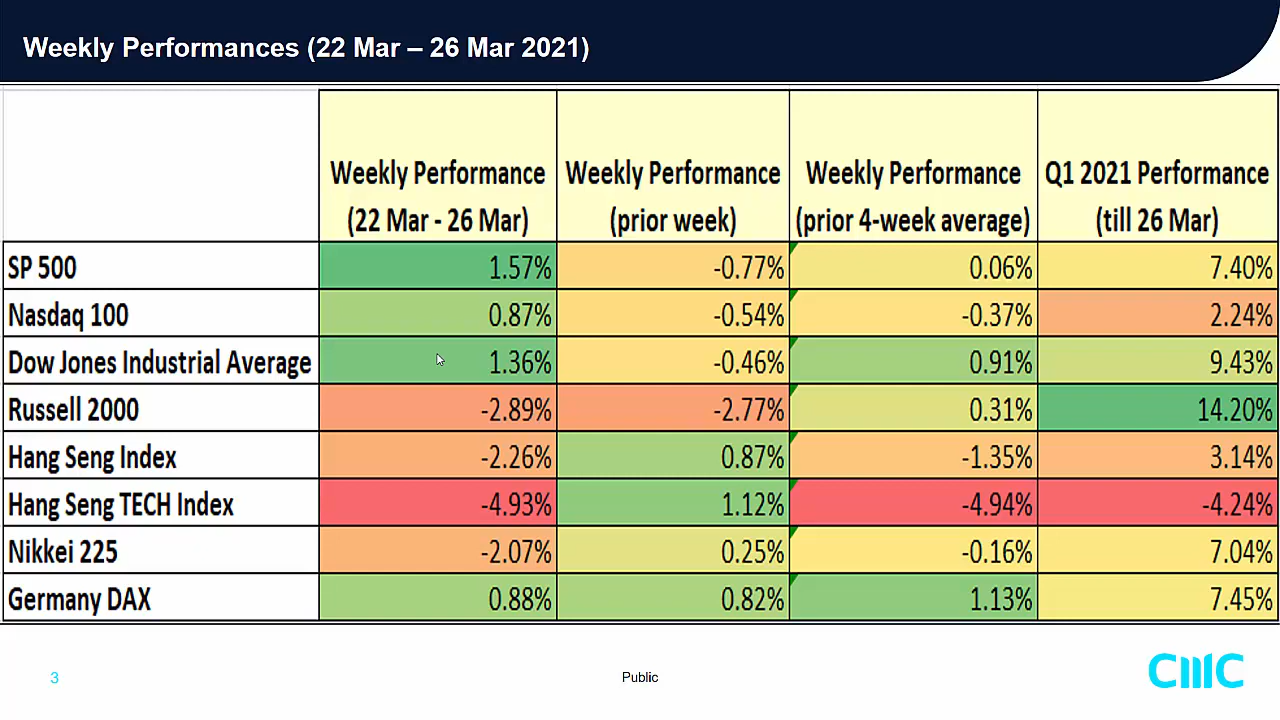 Weekly Performances (22 Mar – 26 Mar 2021)
Weekly Performance (22 Mar - 26 Mar) Weekly Performance (prior week) Weekly Performance (prior 4-week average) Q1 2021 Performance (till 26 Mar)
SP 500 1.57% -0.77% 0.06% 7.40%
Nasdaq 100 0.87% -0.54% -0.37% 2.24%
Dow Jones Industrial Average 1.36% -0.46% 0.91% 9.43%
Russell 2000 -2.89% -2.77% 0.31% 14.20%
Hang Seng Index -2.26% 0.87% -1.35% 3.14%
Hang Seng TECH Index -4.93% 1.12% -4.94% -4.24%
Nikkei 225 -2.07% 0.25% -0.16% 7.04%
Germany DAX 0.88% 0.82% 1.13% 7.45%
3 Public CMC